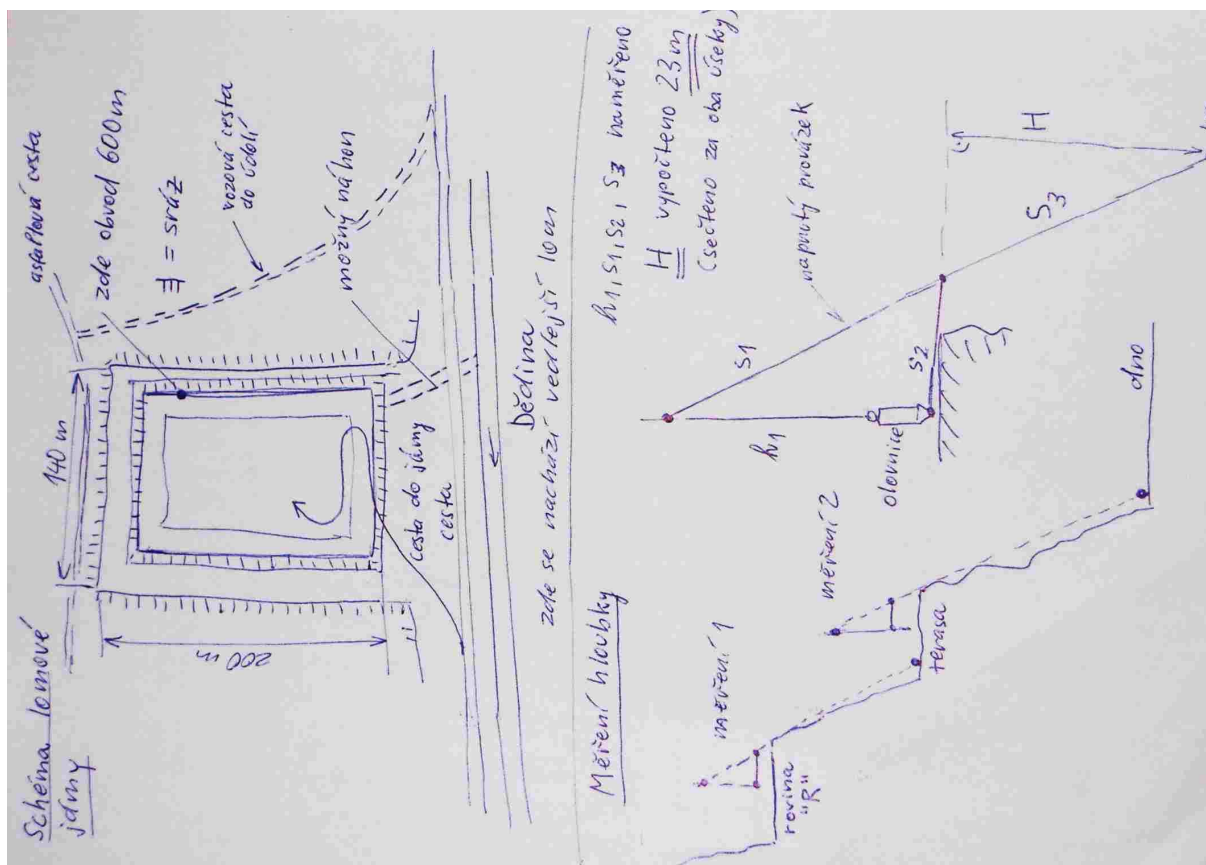 Schéma lomové
jámy
140 m
200 m
asfaltová cesta
zde obvod 600m
∃ = sráz
vozová cesta
do údolí
možný náhon
cesta do jámy
cesta
Dědina
zde se nachází vedlejší lom
Měření hloubky
měření 1
rovina
"R"
měření 2
terasa
dno
h1, S1, S2, S3 naměřeno
H vypočteno 23m
(sečteno za oba úseky)
napnutý provázek
S1
h1
olovnice
S2
S3
H